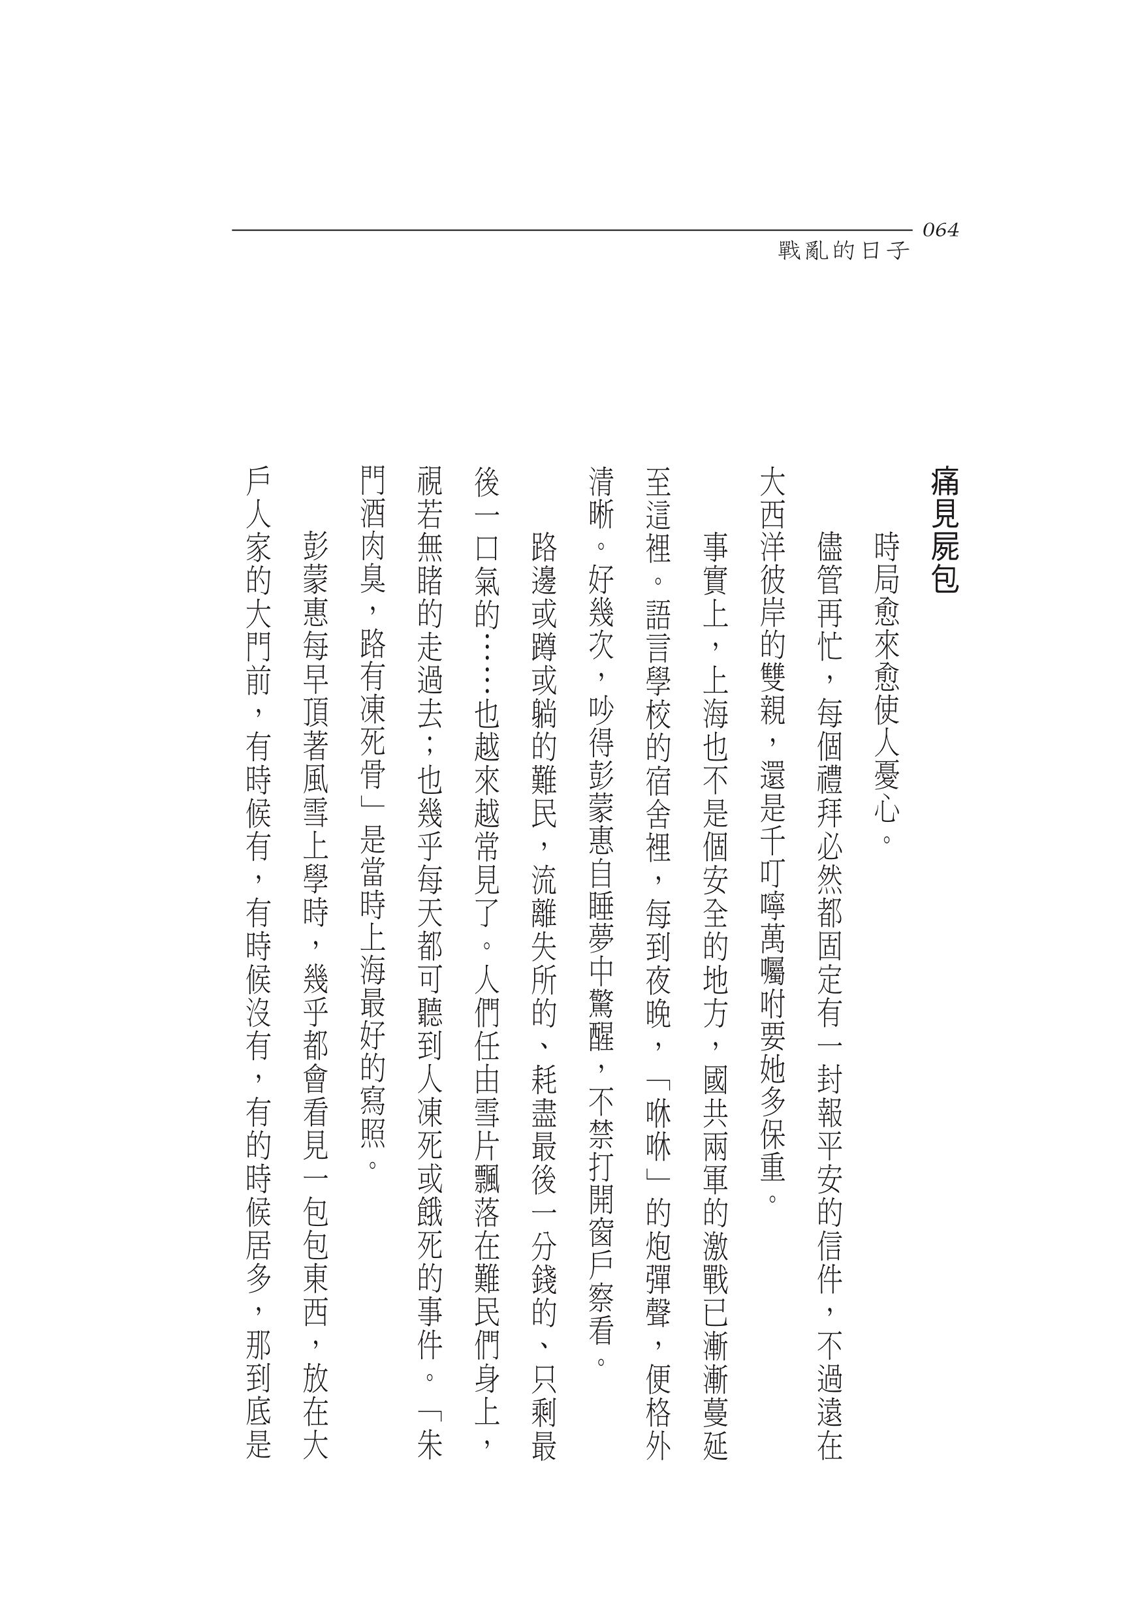 064
戰亂的日子
痛見屍包
時局愈來愈使人憂心。
儘管再忙，每個禮拜必然都固定有一封報平安的信件，不過遠在
大西洋彼岸的雙親，還是千叮嚀萬囑咐要她多保重。
事實上，上海也不是個安全的地方，國共兩軍的激戰已漸漸蔓延
至這裡。語言學校的宿舍裡，每到夜晚，「咻咻」的炮彈聲，便格外
清晰。好幾次，吵得彭蒙惠自睡夢中驚醒，不禁打開窗戶察看。
路邊或蹲或躺的難民，流離失所的、耗盡最後一分錢的、只剩最
後一口氣的……也越來越常見了。人們任由雪片飄落在難民們身上，
視若無睹的走過去；也幾乎每天都可聽到人凍死或餓死的事件。「朱
門酒肉臭，路有凍死骨」是當時上海最好的寫照。
彭蒙惠每早頂著風雪上學時，幾乎都會看見一包包東西，放在大
戶人家的大門前，有時候有，有時候沒有，有的時候居多，那到底是